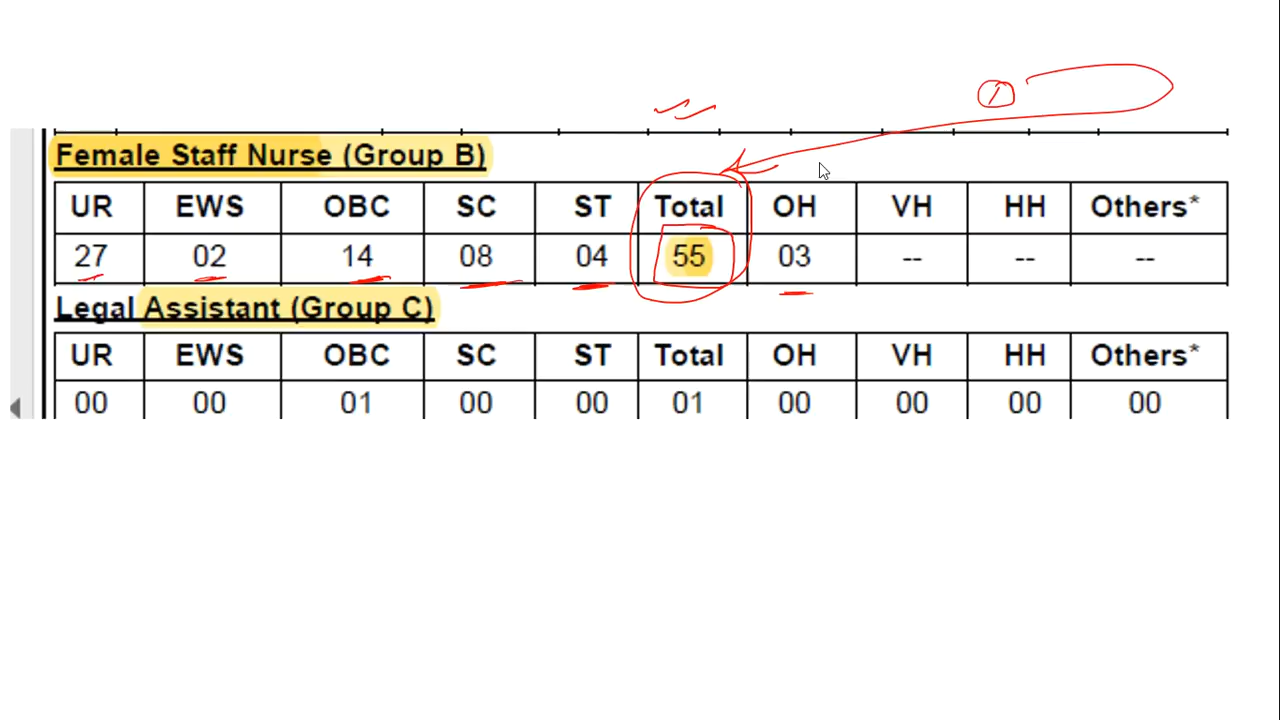 1
Female Staff Nurse (Group B)
UR EWS OBC SC ST Total OH VH HH Others*
27 02 14 08 04 55 03 -- -- --
Legal Assistant (Group C)
UR EWS OBC SC ST Total OH VH HH Others*
00 00 01 00 00 01 00 00 00 00